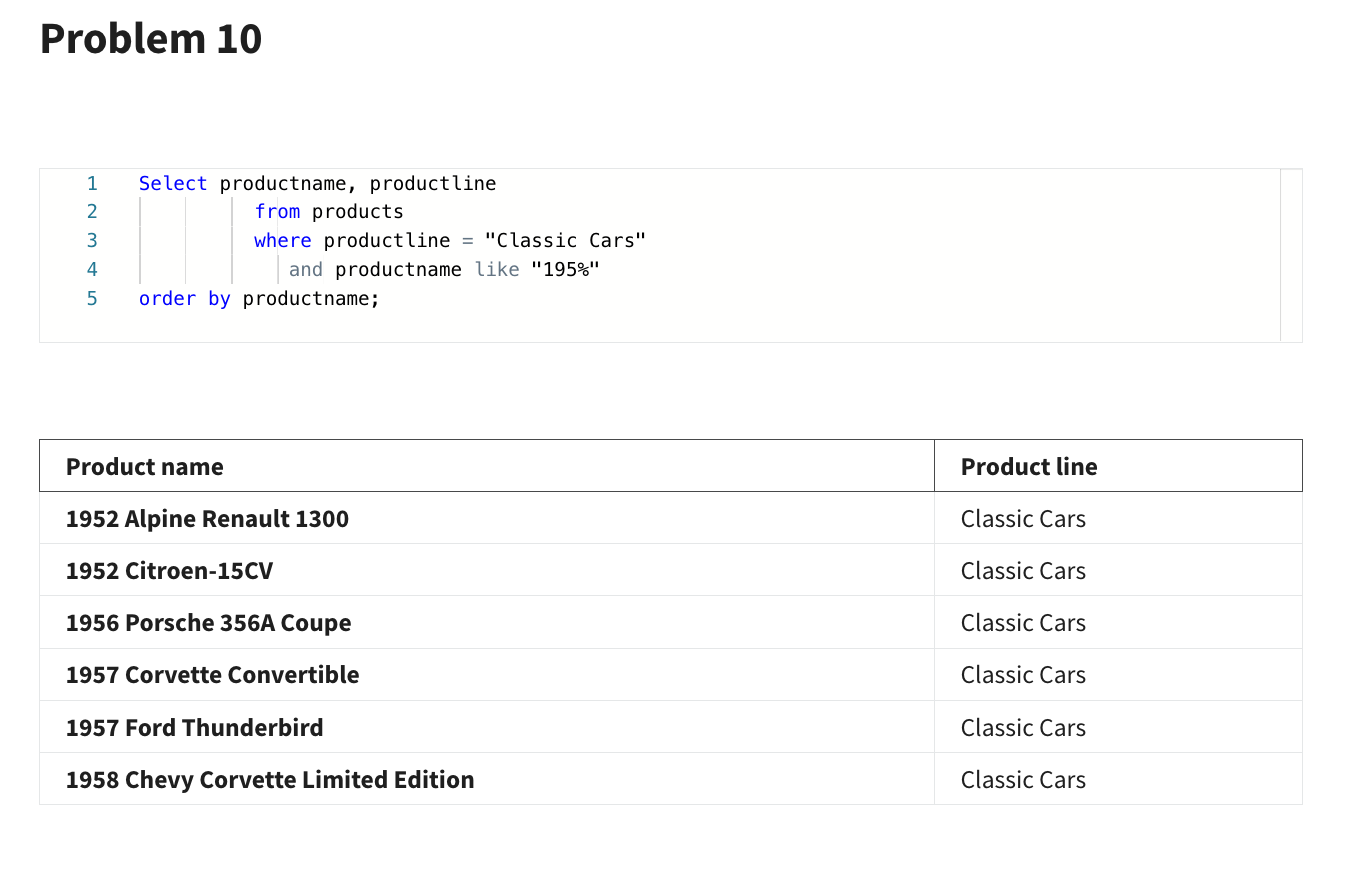 Problem 10
1 Select productname, productline
2 from products
3 where productline = "Classic Cars"
4 and productname like "195%"
5 order by productname;
Product name Product line
1952 Alpine Renault 1300 Classic Cars
1952 Citroen-15CV Classic Cars
1956 Porsche 356A Coupe Classic Cars
1957 Corvette Convertible Classic Cars
1957 Ford Thunderbird Classic Cars
1958 Chevy Corvette Limited Edition Classic Cars